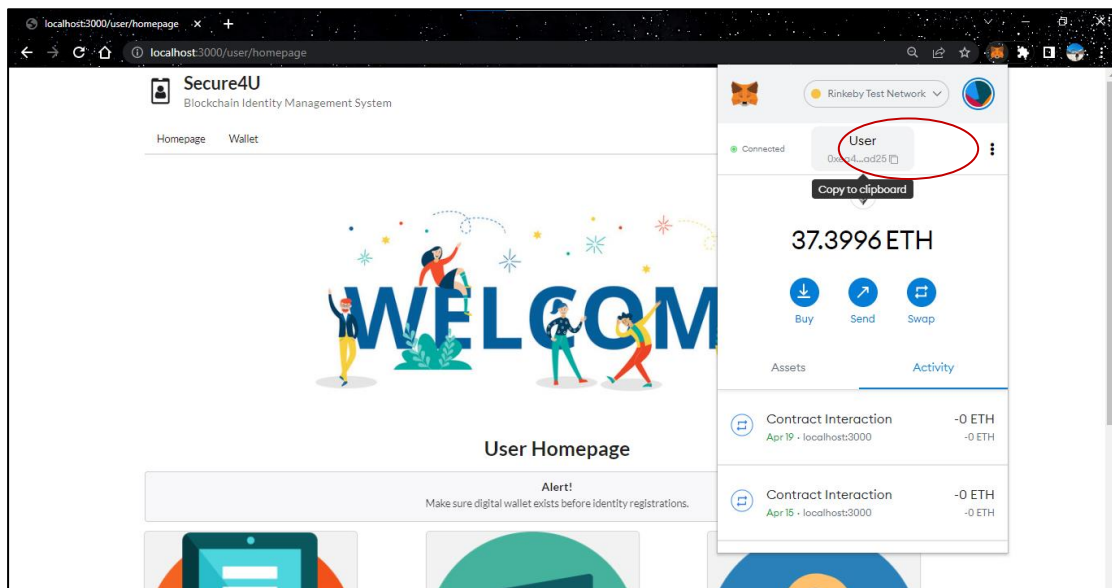 localhost:3000/user/homepage
localhost:3000/user/homepage
Secure4U
Blockchain Identity Management System
Homepage Wallet
Rinkeby Test Network
Connected
User
0xea4...ad25
Copy to clipboard
37.3996 ETH
Buy Send Swap
Assets Activity
Contract Interaction -0 ETH
Apr 19 · localhost:3000 -0 ETH
Contract Interaction -0 ETH
Apr 15 · localhost:3000 -0 ETH
WELCOM
User Homepage
Alert!
Make sure digital wallet exists before identity registrations.